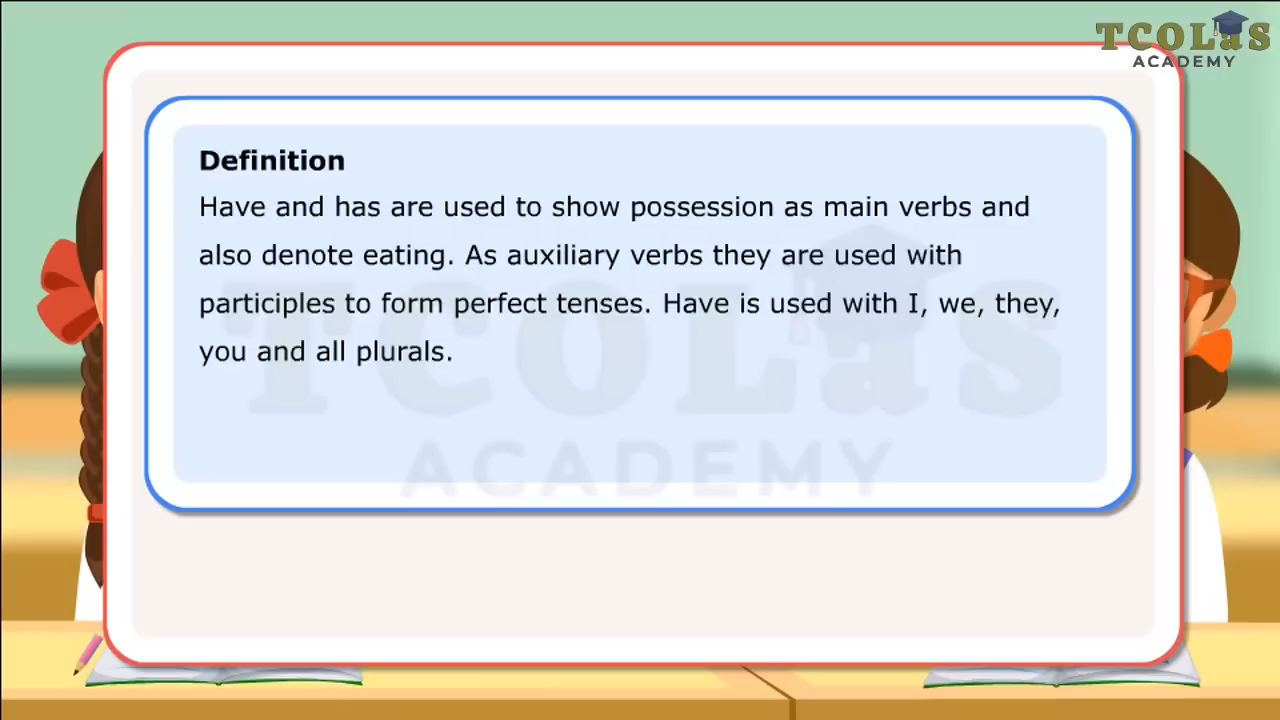 TCOLaS
ACADEMY
Definition
Have and has are used to show possession as main verbs and
also denote eating. As auxiliary verbs they are used with
participles to form perfect tenses. Have is used with I, we, they,
you and all plurals.
TCOLaS
ACADEMY